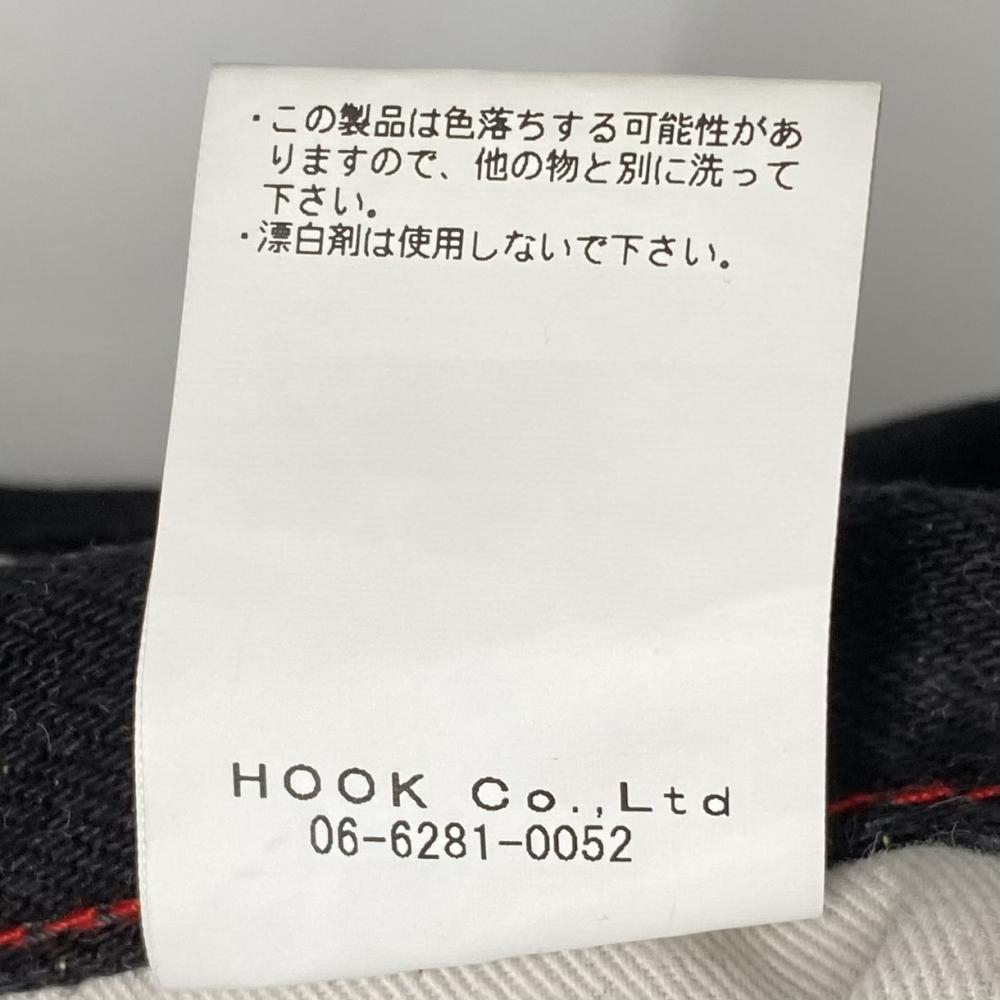 ・この製品は色落ちする可能性があ
りますので、他の物と別に洗って
下さい。
・漂白剤は使用しないで下さい。
HOOK Co.,Ltd
06-6281-0052